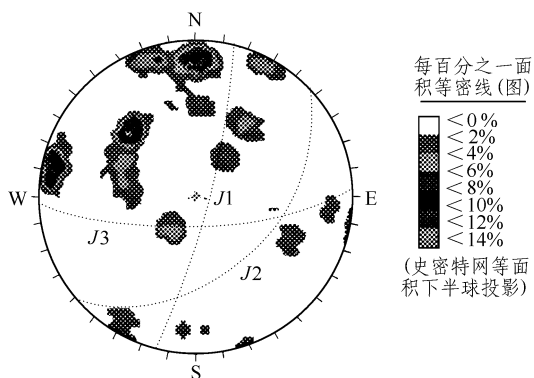 N
W
E
S
J1
J2
J3
每百分之一面
积等密线(图)
<0%
<2%
<4%
<6%
<8%
<10%
<12%
<14%
(史密特网等面
积下半球投影)